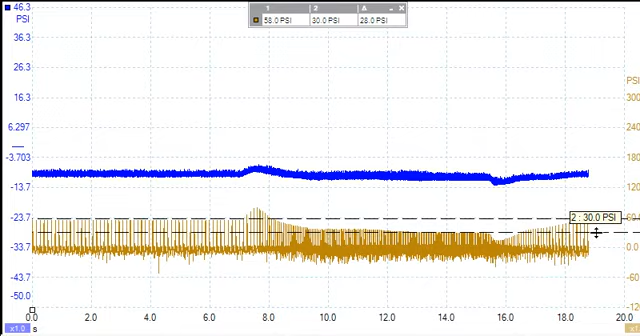 46.3
PSI
36.3
26.3
16.3
6.297
-3.703
-13.7
-23.7
-33.7
-43.7
-50.0
x1.0
s
0.0 2.0 4.0 6.0 8.0 10.0 12.0 14.0 16.0 18.0 20.0
1 2 Δ
58.0 PSI 30.0 PSI 28.0 PSI
2 : 30.0 PSI
PSI
300
240
180
120
60.
0.0
-60
-12
x1.0